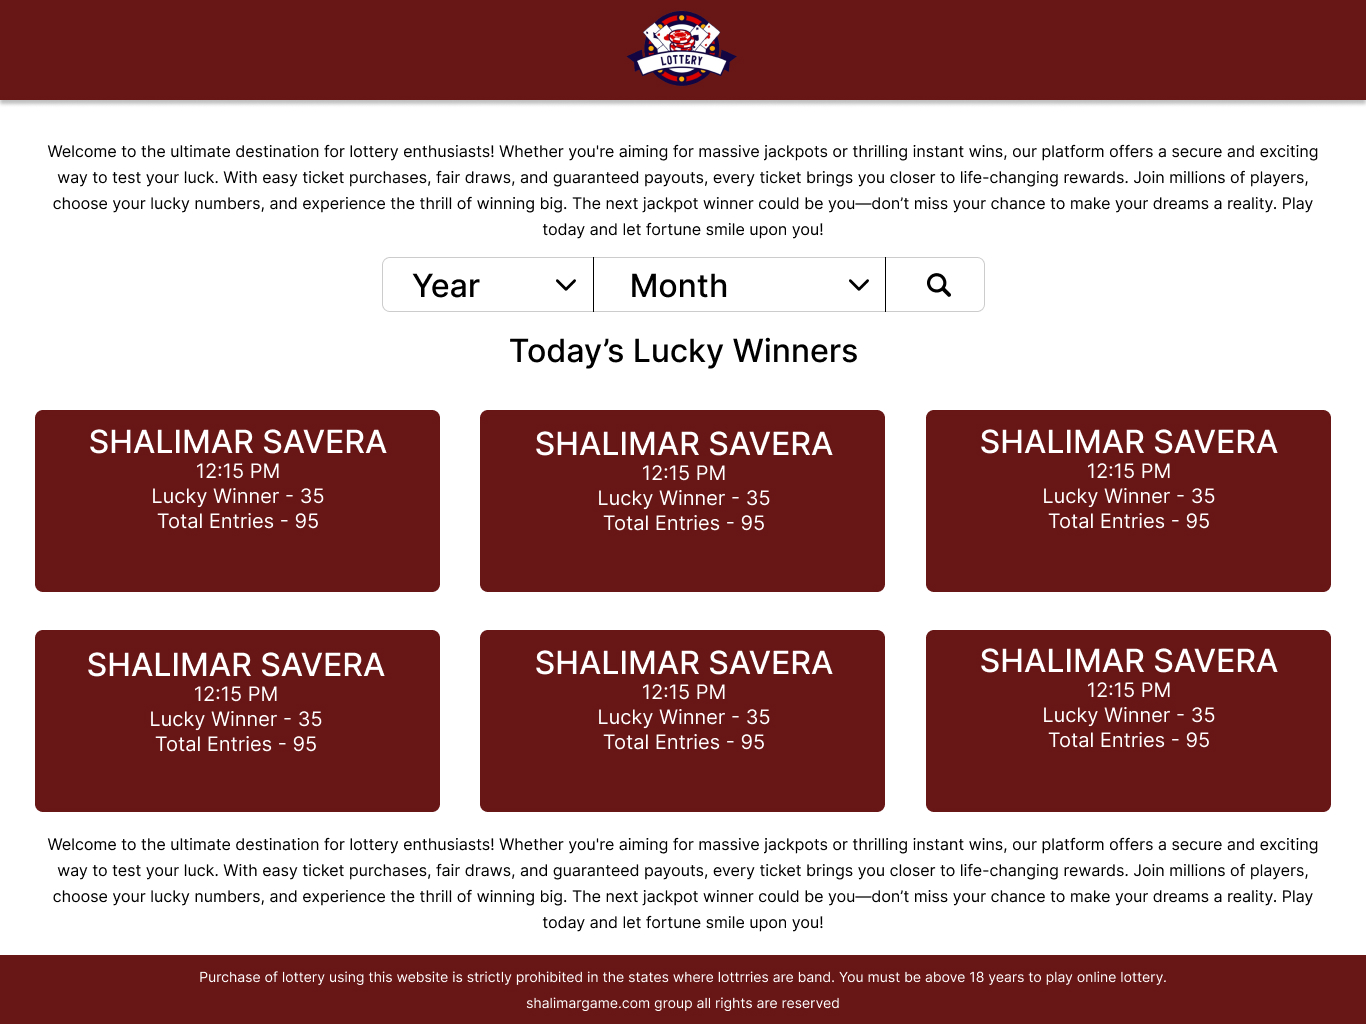 LOTTERY
Welcome to the ultimate destination for lottery enthusiasts! Whether you're aiming for massive jackpots or thrilling instant wins, our platform offers a secure and exciting
way to test your luck. With easy ticket purchases, fair draws, and guaranteed payouts, every ticket brings you closer to life-changing rewards. Join millions of players,
choose your lucky numbers, and experience the thrill of winning big. The next jackpot winner could be you—don’t miss your chance to make your dreams a reality. Play
today and let fortune smile upon you!
Year
Month
Today’s Lucky Winners
SHALIMAR SAVERA
12:15 PM
Lucky Winner - 35
Total Entries - 95
SHALIMAR SAVERA
12:15 PM
Lucky Winner - 35
Total Entries - 95
SHALIMAR SAVERA
12:15 PM
Lucky Winner - 35
Total Entries - 95
SHALIMAR SAVERA
12:15 PM
Lucky Winner - 35
Total Entries - 95
SHALIMAR SAVERA
12:15 PM
Lucky Winner - 35
Total Entries - 95
SHALIMAR SAVERA
12:15 PM
Lucky Winner - 35
Total Entries - 95
Welcome to the ultimate destination for lottery enthusiasts! Whether you're aiming for massive jackpots or thrilling instant wins, our platform offers a secure and exciting
way to test your luck. With easy ticket purchases, fair draws, and guaranteed payouts, every ticket brings you closer to life-changing rewards. Join millions of players,
choose your lucky numbers, and experience the thrill of winning big. The next jackpot winner could be you—don’t miss your chance to make your dreams a reality. Play
today and let fortune smile upon you!
Purchase of lottery using this website is strictly prohibited in the states where lottrries are band. You must be above 18 years to play online lottery.
shalimargame.com group all rights are reserved